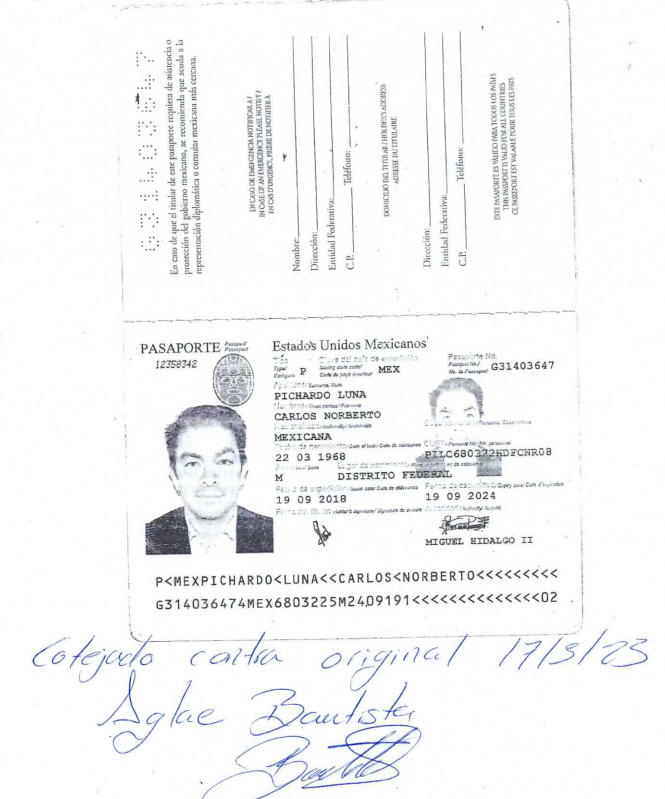 G31403647
En caso de que el titular de este pasaporte requiera de asistencia o
protección del gobierno mexicano, se recomienda que acuda a la
representación diplomática o consular mexicana más cercana.
EN CASO DE EMERGENCIA NOTIFICAR A /
IN CASE OF AN EMERGENCY PLEASE NOTIFY /
EN CAS D'URGENCE, PRIÈRE DE NOTIFIER À
Nombre:
Dirección:
Entidad Federativa:
C.P. Teléfono:
DOMICILIO DEL TITULAR / HOLDER'S ADDRESS
ADRESSE DU TITULAIRE
Dirección:
Entidad Federativa:
C.P. Teléfono:
ESTE PASAPORTE ES VÁLIDO PARA TODOS LOS PAÍSES
THIS PASSPORT IS VALID FOR ALL COUNTRIES
CE PASSEPORT EST VALABLE POUR TOUS LES PAYS
PASAPORTE Passport/ Passeport Estados Unidos Mexicanos
12358342
Tipo Clave del país de expedición Pasaporte No.
Type/ Issuing state code/ Passport No./
Catégorie P Code du pays émetteur MEX No. du Passeport G31403647
Apellidos/Surname/Nom
PICHARDO LUNA
Nombres/Given names/Prénoms
CARLOS NORBERTO
Nacionalidad/Nationality/Nationalité Observaciones
MEXICANA
Fecha de nacimiento/Date of birth/Date de naissance CURP/Personal No./No. personnel
22 03 1968 PILC680322HDFCNR08
Sexo/Sex/Sexe Lugar de nacimiento
M DISTRITO FEDERAL
Fecha de expedición/Issue date/Date de délivrance Fecha de caducidad/Expiry date/Date d'expiration
19 09 2018 19 09 2024
Firma del titular/Holder's signature/Signature du titulaire Autoridad/Authority/Autorité
MIGUEL HIDALGO II
P<MEXPICHARDO<LUNA<<CARLOS<NORBERTO<<<<<<<<<
G314036474MEX6803225M2409191<<<<<<<<<<<<<<02
Cotejado contra original 17/3/23
Aglae Bautista